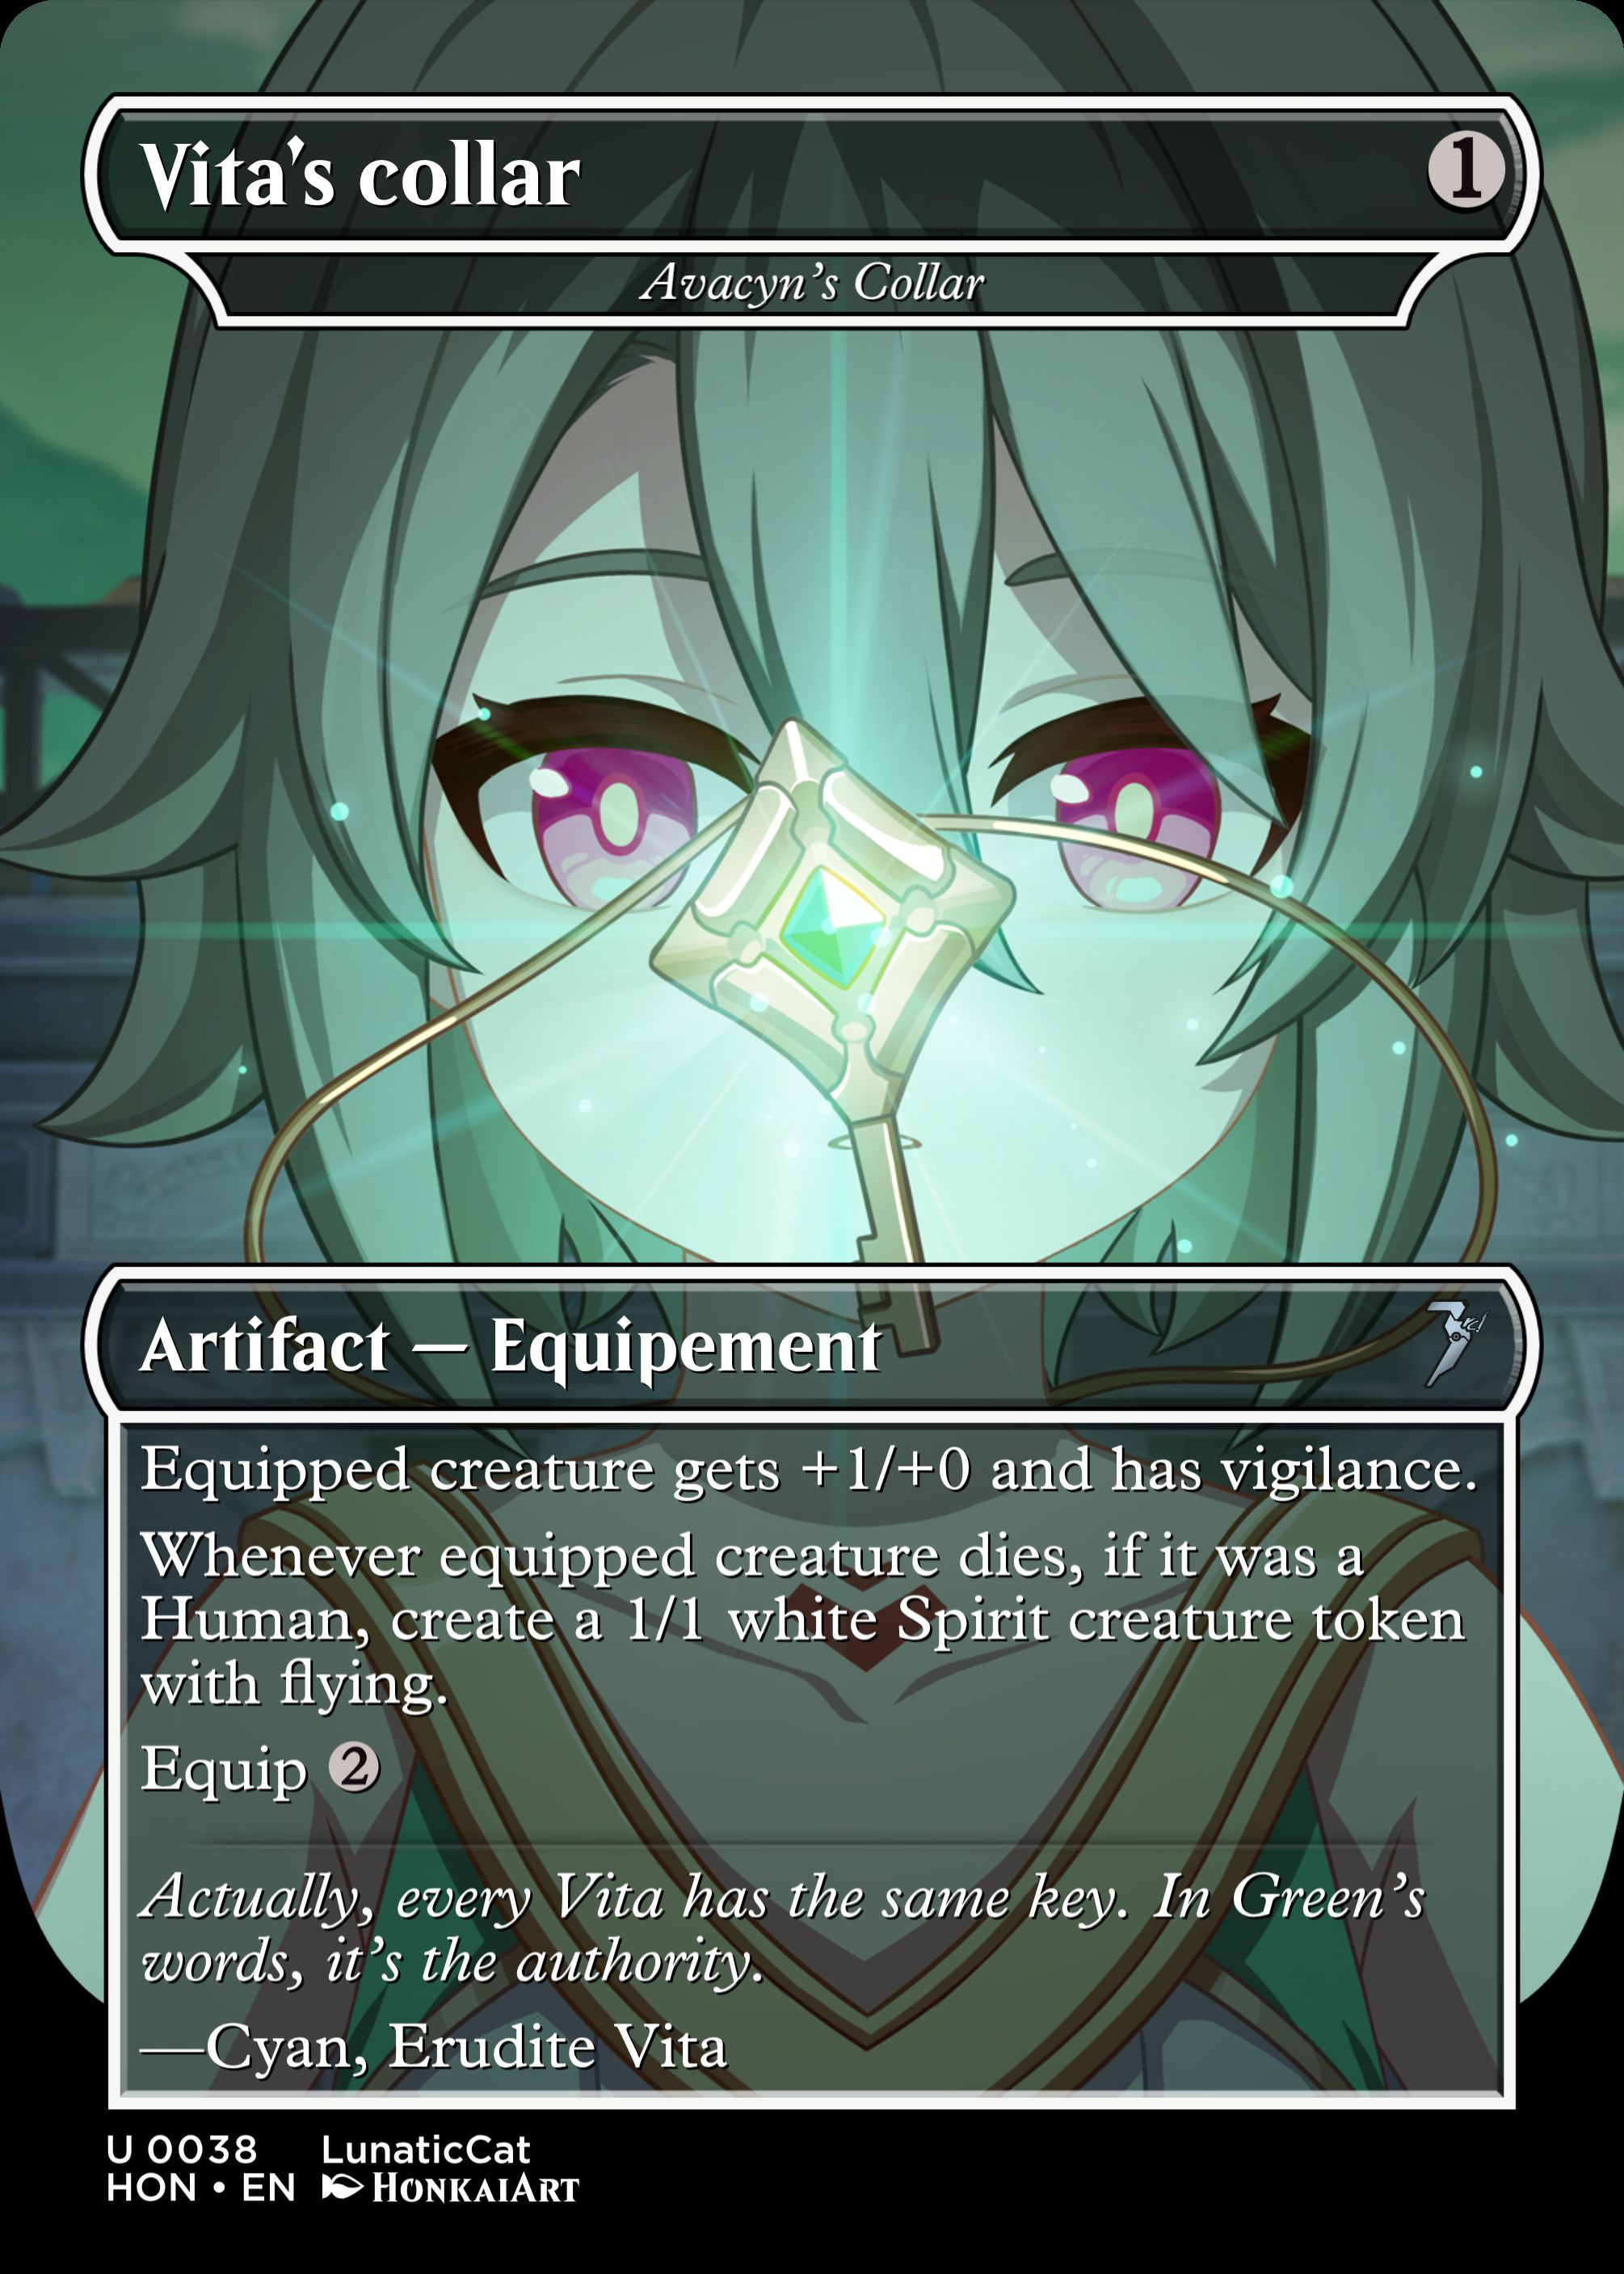 Vita's collar 1
Avacyn's Collar
Artifact — Equipement
Equipped creature gets +1/+0 and has vigilance.
Whenever equipped creature dies, if it was a
Human, create a 1/1 white Spirit creature token
with flying.
Equip 2
Actually, every Vita has the same key. In Green's
words, it's the authority.
—Cyan, Erudite Vita
U 0038 LunaticCat
HON • EN HonkaiArt